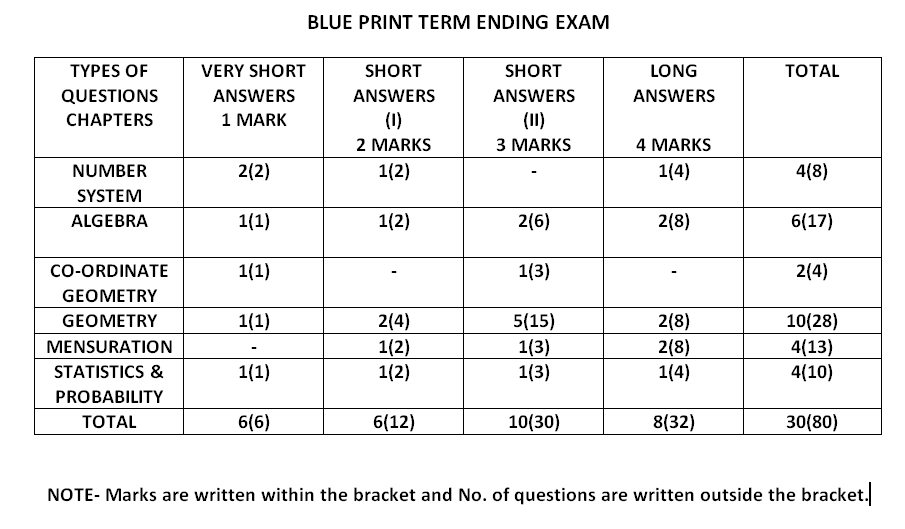 BLUE PRINT TERM ENDING EXAM
TYPES OF QUESTIONS CHAPTERS | VERY SHORT ANSWERS 1 MARK | SHORT ANSWERS (I) 2 MARKS | SHORT ANSWERS (II) 3 MARKS | LONG ANSWERS 4 MARKS | TOTAL
NUMBER SYSTEM | 2(2) | 1(2) | - | 1(4) | 4(8)
ALGEBRA | 1(1) | 1(2) | 2(6) | 2(8) | 6(17)
CO-ORDINATE GEOMETRY | 1(1) | - | 1(3) | - | 2(4)
GEOMETRY | 1(1) | 2(4) | 5(15) | 2(8) | 10(28)
MENSURATION | - | 1(2) | 1(3) | 2(8) | 4(13)
STATISTICS & PROBABILITY | 1(1) | 1(2) | 1(3) | 1(4) | 4(10)
TOTAL | 6(6) | 6(12) | 10(30) | 8(32) | 30(80)
NOTE- Marks are written within the bracket and No. of questions are written outside the bracket.